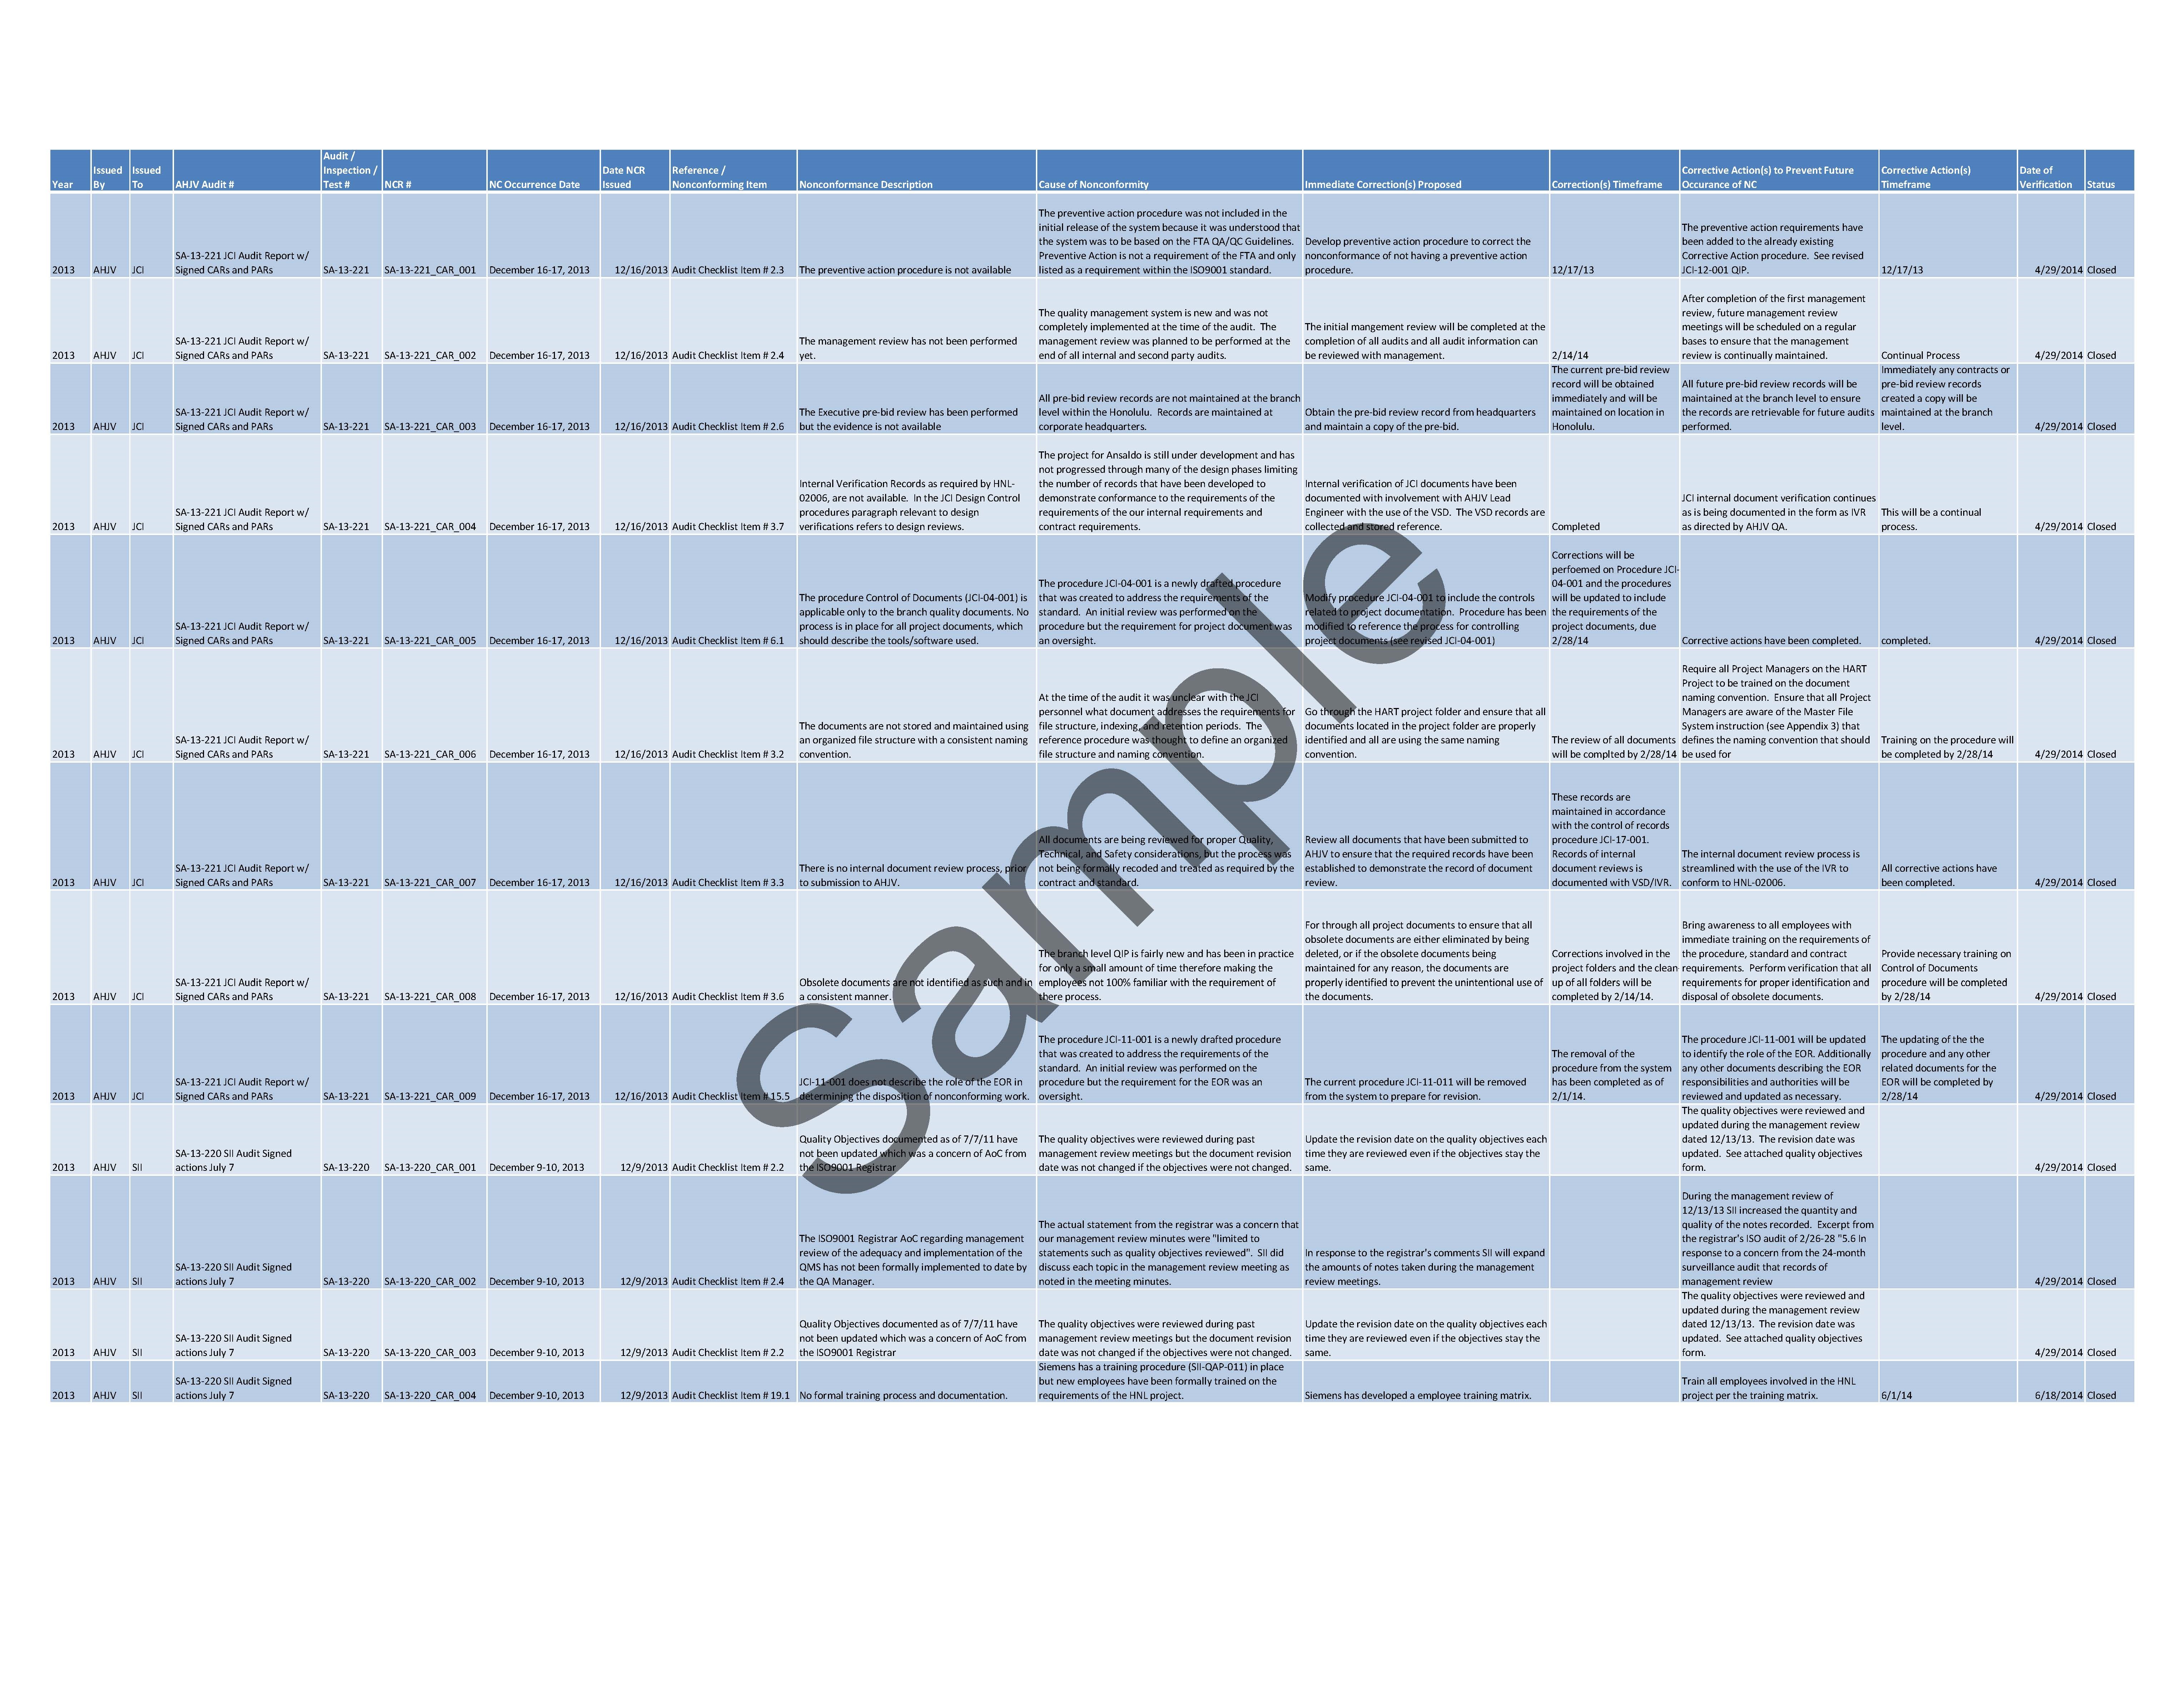 Year
Issued
By
Issued
To
AHJV Audit #
Audit /
Inspection /
Test #
NCR #
NC Occurrence Date
Date NCR
Issued
Reference /
Nonconforming Item
Nonconformance Description
Cause of Nonconformity
Immediate Correction(s) Proposed
Correction(s) Timeframe
Corrective Action(s) to Prevent Future
Occurance of NC
Corrective Action(s)
Timeframe
Date of
Verification
Status
2013
AHJV
JCI
SA-13-221 JCI Audit Report w/
Signed CARs and PARs
SA-13-221
SA-13-221_CAR_001
December 16-17, 2013
12/16/2013
Audit Checklist Item # 2.3
The preventive action procedure is not available
The preventive action procedure was not included in the
initial release of the system because it was understood that
the system was to be based on the FTA QA/QC Guidelines.
Preventive Action is not a requirement of the FTA and only
listed as a requirement within the ISO9001 standard.
Develop preventive action procedure to correct the
nonconformance of not having a preventive action
procedure.
12/17/13
The preventive action requirements have
been added to the already existing
Corrective Action procedure.  See revised
JCI-12-001 QIP.
12/17/13
4/29/2014
Closed
2013
AHJV
JCI
SA-13-221 JCI Audit Report w/
Signed CARs and PARs
SA-13-221
SA-13-221_CAR_002
December 16-17, 2013
12/16/2013
Audit Checklist Item # 2.4
The management review has not been performed
yet.
The quality management system is new and was not
completely implemented at the time of the audit.  The
management review was planned to be performed at the
end of all internal and second party audits.
The initial mangement review will be completed at the
completion of all audits and all audit information can
be reviewed with management.
2/14/14
After completion of the first management
review, future management review
meetings will be scheduled on a regular
bases to ensure that the management
review is continually maintained.
Continual Process
4/29/2014
Closed
2013
AHJV
JCI
SA-13-221 JCI Audit Report w/
Signed CARs and PARs
SA-13-221
SA-13-221_CAR_003
December 16-17, 2013
12/16/2013
Audit Checklist Item # 2.6
The Executive pre-bid review has been performed
but the evidence is not available
All pre-bid review records are not maintained at the branch
level within the Honolulu.  Records are maintained at
corporate headquarters.
Obtain the pre-bid review record from headquarters
and maintain a copy of the pre-bid.
The current pre-bid review
record will be obtained
immediately and will be
maintained on location in
Honolulu.
All future pre-bid review records will be
maintained at the branch level to ensure
the records are retrievable for future audits
performed.
Immediately any contracts or
pre-bid review records
created a copy will be
maintained at the branch
level.
4/29/2014
Closed
2013
AHJV
JCI
SA-13-221 JCI Audit Report w/
Signed CARs and PARs
SA-13-221
SA-13-221_CAR_004
December 16-17, 2013
12/16/2013
Audit Checklist Item # 3.7
Internal Verification Records as required by HNL-
02006, are not available.  In the JCI Design Control
procedures paragraph relevant to design
verifications refers to design reviews.
The project for Ansaldo is still under development and has
not progressed through many of the design phases limiting
the number of records that have been developed to
demonstrate conformance to the requirements of the
requirements of the our internal requirements and
contract requirements.
Internal verification of JCI documents have been
documented with involvement with AHJV Lead
Engineer with the use of the VSD.  The VSD records are
collected and stored reference.
Completed
JCI internal document verification continues
as is being documented in the form as IVR
as directed by AHJV QA.
This will be a continual
process.
4/29/2014
Closed
2013
AHJV
JCI
SA-13-221 JCI Audit Report w/
Signed CARs and PARs
SA-13-221
SA-13-221_CAR_005
December 16-17, 2013
12/16/2013
Audit Checklist Item # 6.1
The procedure Control of Documents (JCI-04-001) is
applicable only to the branch quality documents. No
process is in place for all project documents, which
should describe the tools/software used.
The procedure JCI-04-001 is a newly drafted procedure
that was created to address the requirements of the
standard.  An initial review was performed on the
procedure but the requirement for project document was
an oversight.
Modify procedure JCI-04-001 to include the controls
related to project documentation.  Procedure has been
modified to reference the process for controlling
project documents (see revised JCI-04-001)
Corrections will be
perfoemed on Procedure JCI-
04-001 and the procedures
will be updated to include
the requirements of the
project documents, due
2/28/14
Corrective actions have been completed.
completed.
4/29/2014
Closed
2013
AHJV
JCI
SA-13-221 JCI Audit Report w/
Signed CARs and PARs
SA-13-221
SA-13-221_CAR_006
December 16-17, 2013
12/16/2013
Audit Checklist Item # 3.2
The documents are not stored and maintained using
an organized file structure with a consistent naming
convention.
At the time of the audit it was unclear with the JCI
personnel what document addresses the requirements for
file structure, indexing, and retention periods.  The
reference procedure was thought to define an organized
file structure and naming convention.
Go through the HART project folder and ensure that all
documents located in the project folder are properly
identified and all are using the same naming
convention.
The review of all documents
will be complted by 2/28/14
Require all Project Managers on the HART
Project to be trained on the document
naming convention.  Ensure that all Project
Managers are aware of the Master File
System instruction (see Appendix 3) that
defines the naming convention that should
be used for
Training on the procedure will
be completed by 2/28/14
4/29/2014
Closed
2013
AHJV
JCI
SA-13-221 JCI Audit Report w/
Signed CARs and PARs
SA-13-221
SA-13-221_CAR_007
December 16-17, 2013
12/16/2013
Audit Checklist Item # 3.3
There is no internal document review process, prior
to submission to AHJV.
All documents are being reviewed for proper Quality,
Technical, and Safety considerations, but the process was
not being formally recoded and treated as required by the
contract and standard.
Review all documents that have been submitted to
AHJV to ensure that the required records have been
established to demonstrate the record of document
review.
These records are
maintained in accordance
with the control of records
procedure JCI-17-001.
Records of internal
document reviews is
documented with VSD/IVR.
The internal document review process is
streamlined with the use of the IVR to
conform to HNL-02006.
All corrective actions have
been completed.
4/29/2014
Closed
2013
AHJV
JCI
SA-13-221 JCI Audit Report w/
Signed CARs and PARs
SA-13-221
SA-13-221_CAR_008
December 16-17, 2013
12/16/2013
Audit Checklist Item # 3.6
Obsolete documents are not identified as such and in
a consistent manner.
The branch level QIP is fairly new and has been in practice
for only a small amount of time therefore making the
employees not 100% familiar with the requirement of
there process.
For through all project documents to ensure that all
obsolete documents are either eliminated by being
deleted, or if the obsolete documents being
maintained for any reason, the documents are
properly identified to prevent the unintentional use of
the documents.
Corrections involved in the
project folders and the clean-
up of all folders will be
completed by 2/14/14.
Bring awareness to all employees with
immediate training on the requirements of
the procedure, standard and contract
requirements.  Perform verification that all
requirements for proper identification and
disposal of obsolete documents.
Provide necessary training on
Control of Documents
procedure will be completed
by 2/28/14
4/29/2014
Closed
2013
AHJV
JCI
SA-13-221 JCI Audit Report w/
Signed CARs and PARs
SA-13-221
SA-13-221_CAR_009
December 16-17, 2013
12/16/2013
Audit Checklist Item # 15.5
JCI-11-001 does not describe the role of the EOR in
determining the disposition of nonconforming work.
The procedure JCI-11-001 is a newly drafted procedure
that was created to address the requirements of the
standard.  An initial review was performed on the
procedure but the requirement for the EOR was an
oversight.
The current procedure JCI-11-011 will be removed
from the system to prepare for revision.
The removal of the
procedure from the system
has been completed as of
2/1/14.
The procedure JCI-11-001 will be updated
to identify the role of the EOR. Additionally
any other documents describing the EOR
responsibilities and authorities will be
reviewed and updated as necessary.
The updating of the the
procedure and any other
related documents for the
EOR will be completed by
2/28/14
4/29/2014
Closed
2013
AHJV
SII
SA-13-220 SII Audit Signed
actions July 7
SA-13-220
SA-13-220_CAR_001
December 9-10, 2013
12/9/2013
Audit Checklist Item # 2.2
Quality Objectives documented as of 7/7/11 have
not been updated which was a concern of AoC from
the ISO9001 Registrar
The quality objectives were reviewed during past
management review meetings but the document revision
date was not changed if the objectives were not changed.
Update the revision date on the quality objectives each
time they are reviewed even if the objectives stay the
same.
The quality objectives were reviewed and
updated during the management review
dated 12/13/13.  The revision date was
updated.  See attached quality objectives
form.
4/29/2014
Closed
2013
AHJV
SII
SA-13-220 SII Audit Signed
actions July 7
SA-13-220
SA-13-220_CAR_002
December 9-10, 2013
12/9/2013
Audit Checklist Item # 2.4
The ISO9001 Registrar AoC regarding management
review of the adequacy and implementation of the
QMS has not been formally implemented to date by
the QA Manager.
The actual statement from the registrar was a concern that
our management review minutes were "limited to
statements such as quality objectives reviewed".  SII did
discuss each topic in the management review meeting as
noted in the meeting minutes.
In response to the registrar's comments SII will expand
the amounts of notes taken during the management
review meetings.
During the management review of
12/13/13 SII increased the quantity and
quality of the notes recorded.  Excerpt from
the registrar's ISO audit of 2/26-28 "5.6 In
response to a concern from the 24-month
surveillance audit that records of
management review
4/29/2014
Closed
2013
AHJV
SII
SA-13-220 SII Audit Signed
actions July 7
SA-13-220
SA-13-220_CAR_003
December 9-10, 2013
12/9/2013
Audit Checklist Item # 2.2
Quality Objectives documented as of 7/7/11 have
not been updated which was a concern of AoC from
the ISO9001 Registrar
The quality objectives were reviewed during past
management review meetings but the document revision
date was not changed if the objectives were not changed.
Update the revision date on the quality objectives each
time they are reviewed even if the objectives stay the
same.
The quality objectives were reviewed and
updated during the management review
dated 12/13/13.  The revision date was
updated.  See attached quality objectives
form.
4/29/2014
Closed
2013
AHJV
SII
SA-13-220 SII Audit Signed
actions July 7
SA-13-220
SA-13-220_CAR_004
December 9-10, 2013
12/9/2013
Audit Checklist Item # 19.1
No formal training process and documentation.
Siemens has a training procedure (SII-QAP-011) in place
but new employees have been formally trained on the
requirements of the HNL project.
Siemens has developed a employee training matrix.
Train all employees involved in the HNL
project per the training matrix.
6/1/14
6/18/2014
Closed
Sample